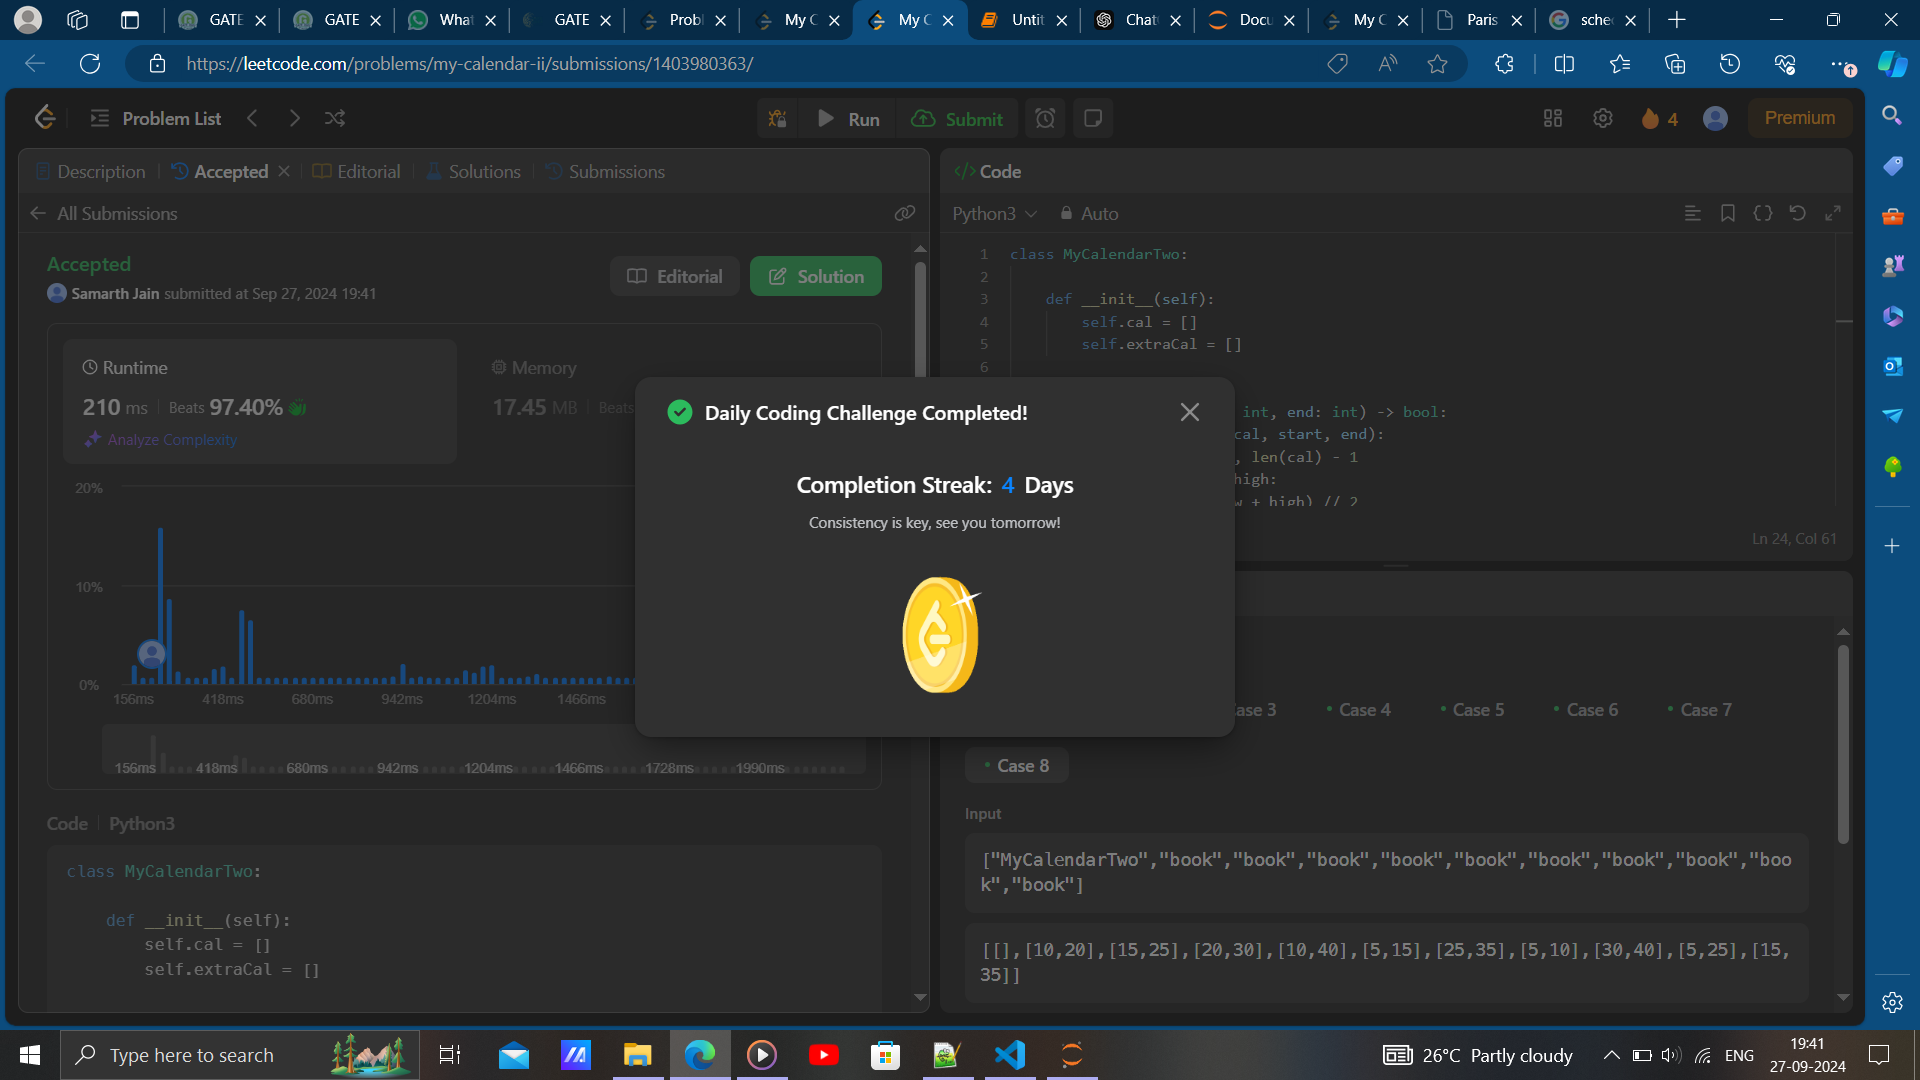 GATE
GATE
What
GATE
Probl
My C
My C
Untit
Chat
Docu
My C
Paris
sche
https://leetcode.com/problems/my-calendar-ii/submissions/1403980363/
Problem List
Run
Submit
4
Premium
Description
Accepted
Editorial
Solutions
Submissions
All Submissions
Accepted
Samarth Jain submitted at Sep 27, 2024 19:41
Editorial
Solution
Runtime
210 ms
Beats 97.40%
Analyze Complexity
Memory
17.45 MB
Beats
20%
10%
0%
156ms 418ms 680ms 942ms 1204ms 1466ms
156ms 418ms 680ms 942ms 1204ms 1466ms 1728ms 1990ms
Code
Python3
class MyCalendarTwo:
def __init__(self):
self.cal = []
self.extraCal = []
Daily Coding Challenge Completed!
Completion Streak: 4 Days
Consistency is key, see you tomorrow!
</> Code
Python3
Auto
1 class MyCalendarTwo:
2
3 def __init__(self):
4 self.cal = []
5 self.extraCal = []
6
int, end: int) -> bool:
cal, start, end):
, len(cal) - 1
high:
w + high) // 2
Ln 24, Col 61
Case 3
Case 4
Case 5
Case 6
Case 7
Case 8
Input
["MyCalendarTwo","book","book","book","book","book","book","book","book","boo
k","book"]
[[],[10,20],[15,25],[20,30],[10,40],[5,15],[25,35],[5,10],[30,40],[5,25],[15,
35]]
Type here to search
26°C Partly cloudy
ENG
19:41
27-09-2024